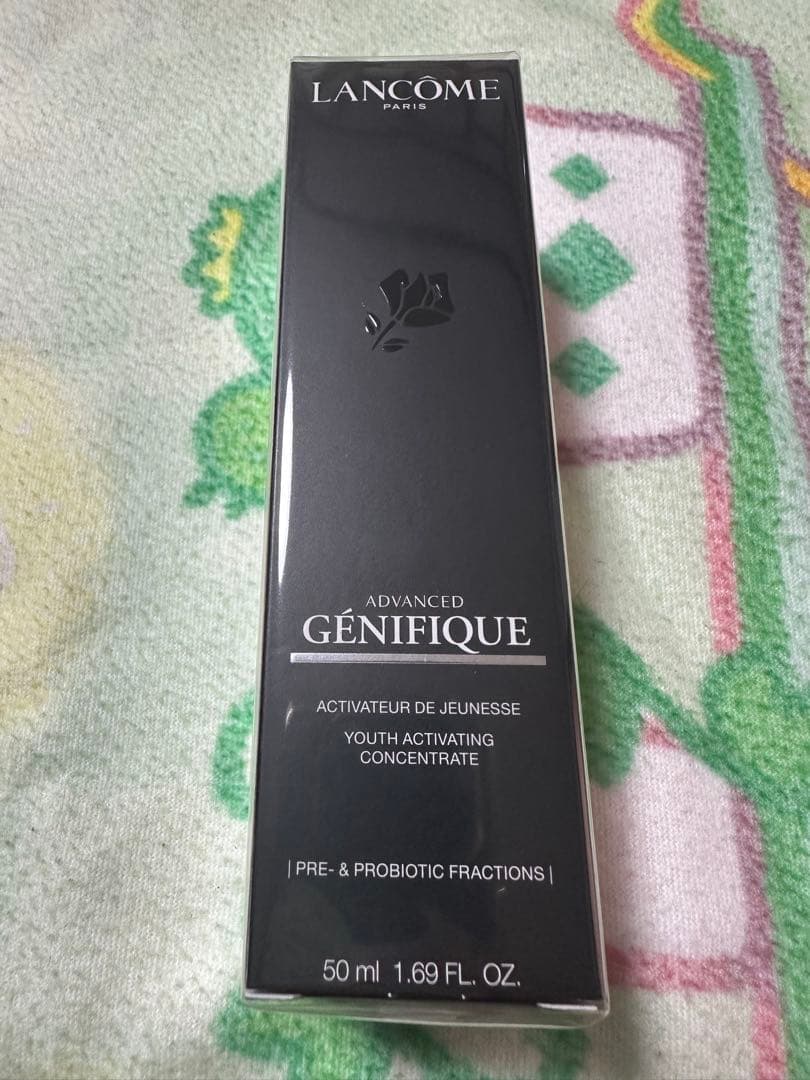 LANCÔME
PARIS
ADVANCED
GÉNIFIQUE
ACTIVATEUR DE JEUNESSE
YOUTH ACTIVATING
CONCENTRATE
| PRE- & PROBIOTIC FRACTIONS |
50 ml 1.69 FL. OZ.